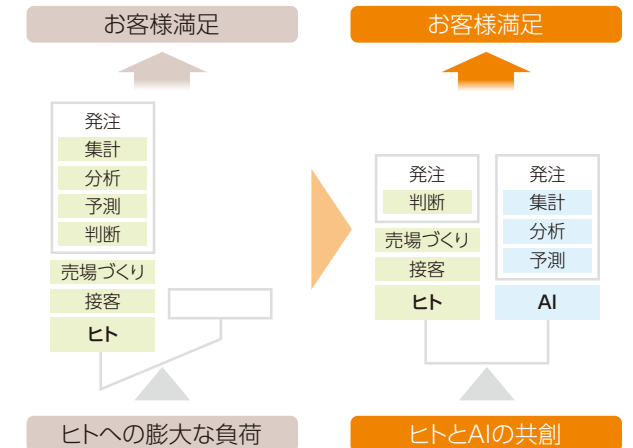 お客様満足
発注
集計
分析
予測
判断
売場づくり
接客
ヒト
ヒトへの膨大な負荷
お客様満足
発注
判断
売場づくり
接客
ヒト
発注
集計
分析
予測
AI
ヒトとAIの共創